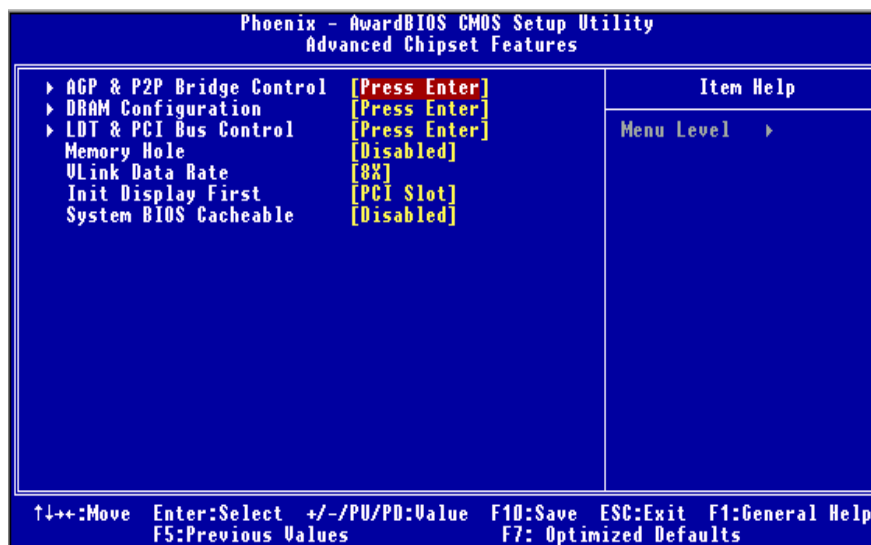 Phoenix - AwardBIOS CMOS Setup Utility
Advanced Chipset Features
AGP & P2P Bridge Control [Press Enter]
DRAM Configuration [Press Enter]
LDT & PCI Bus Control [Press Enter]
Memory Hole [Disabled]
VLink Data Rate [8X]
Init Display First [PCI Slot]
System BIOS Cacheable [Disabled]
Item Help
Menu Level
↑↓→←:Move Enter:Select +/-/PU/PD:Value F10:Save ESC:Exit F1:General Help
F5:Previous Values F7: Optimized Defaults